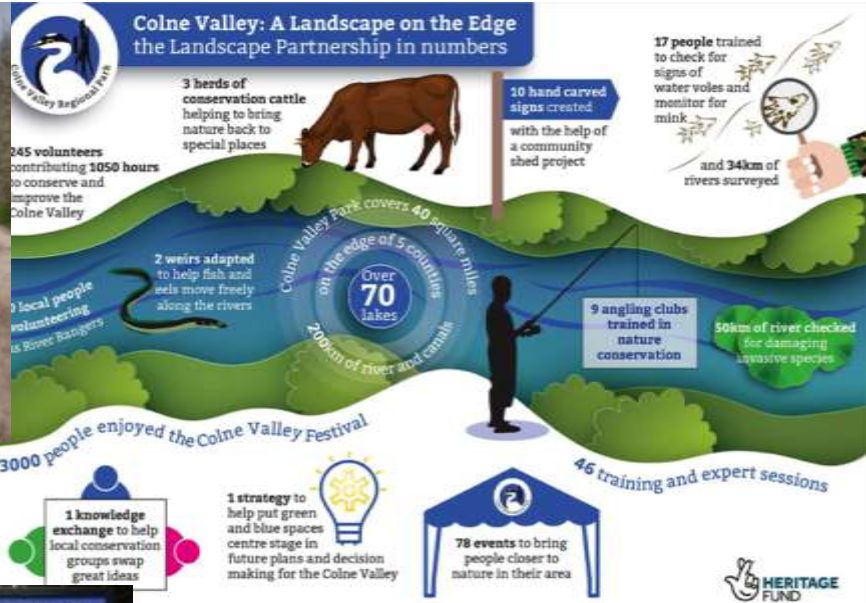 Colne Valley: A Landscape on the Edge
the Landscape Partnership in numbers
Colne Valley Regional Park
3 herds of
conservation cattle
helping to bring
nature back to
special places
10 hand carved
signs created
with the help of
a community
shed project
17 people trained
to check for
signs of
water voles and
monitor for
mink
and 34km of
rivers surveyed
245 volunteers
contributing 1050 hours
to conserve and
improve the
Colne Valley
local people
volunteering
as River Rangers
2 weirs adapted
to help fish and
eels move freely
along the rivers
Colne Valley Park covers 40 square miles
on the edge of 5 counties
Over
70
lakes
200km of river and canals
9 angling clubs
trained in
nature
conservation
50km of river checked
for damaging
invasive species
3000 people enjoyed the Colne Valley Festival
46 training and expert sessions
1 knowledge
exchange to help
local conservation
groups swap
great ideas
1 strategy to
help put green
and blue spaces
centre stage in
future plans and decision
making for the Colne Valley
78 events to bring
people closer to
nature in their area
HERITAGE
FUND